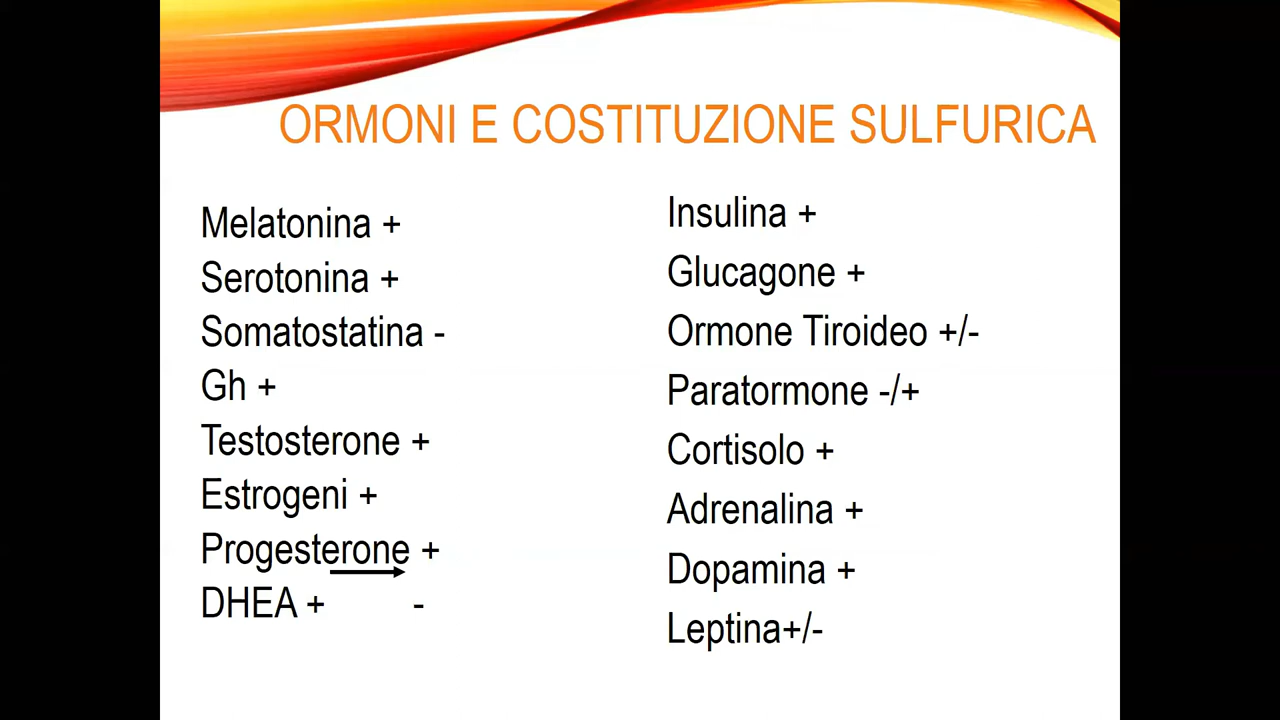 ORMONI E COSTITUZIONE SULFURICA
Melatonina +
Serotonina +
Somatostatina -
Gh +
Testosterone +
Estrogeni +
Progesterone +
DHEA + -
Insulina +
Glucagone +
Ormone Tiroideo +/-
Paratormone -/+
Cortisolo +
Adrenalina +
Dopamina +
Leptina+/-